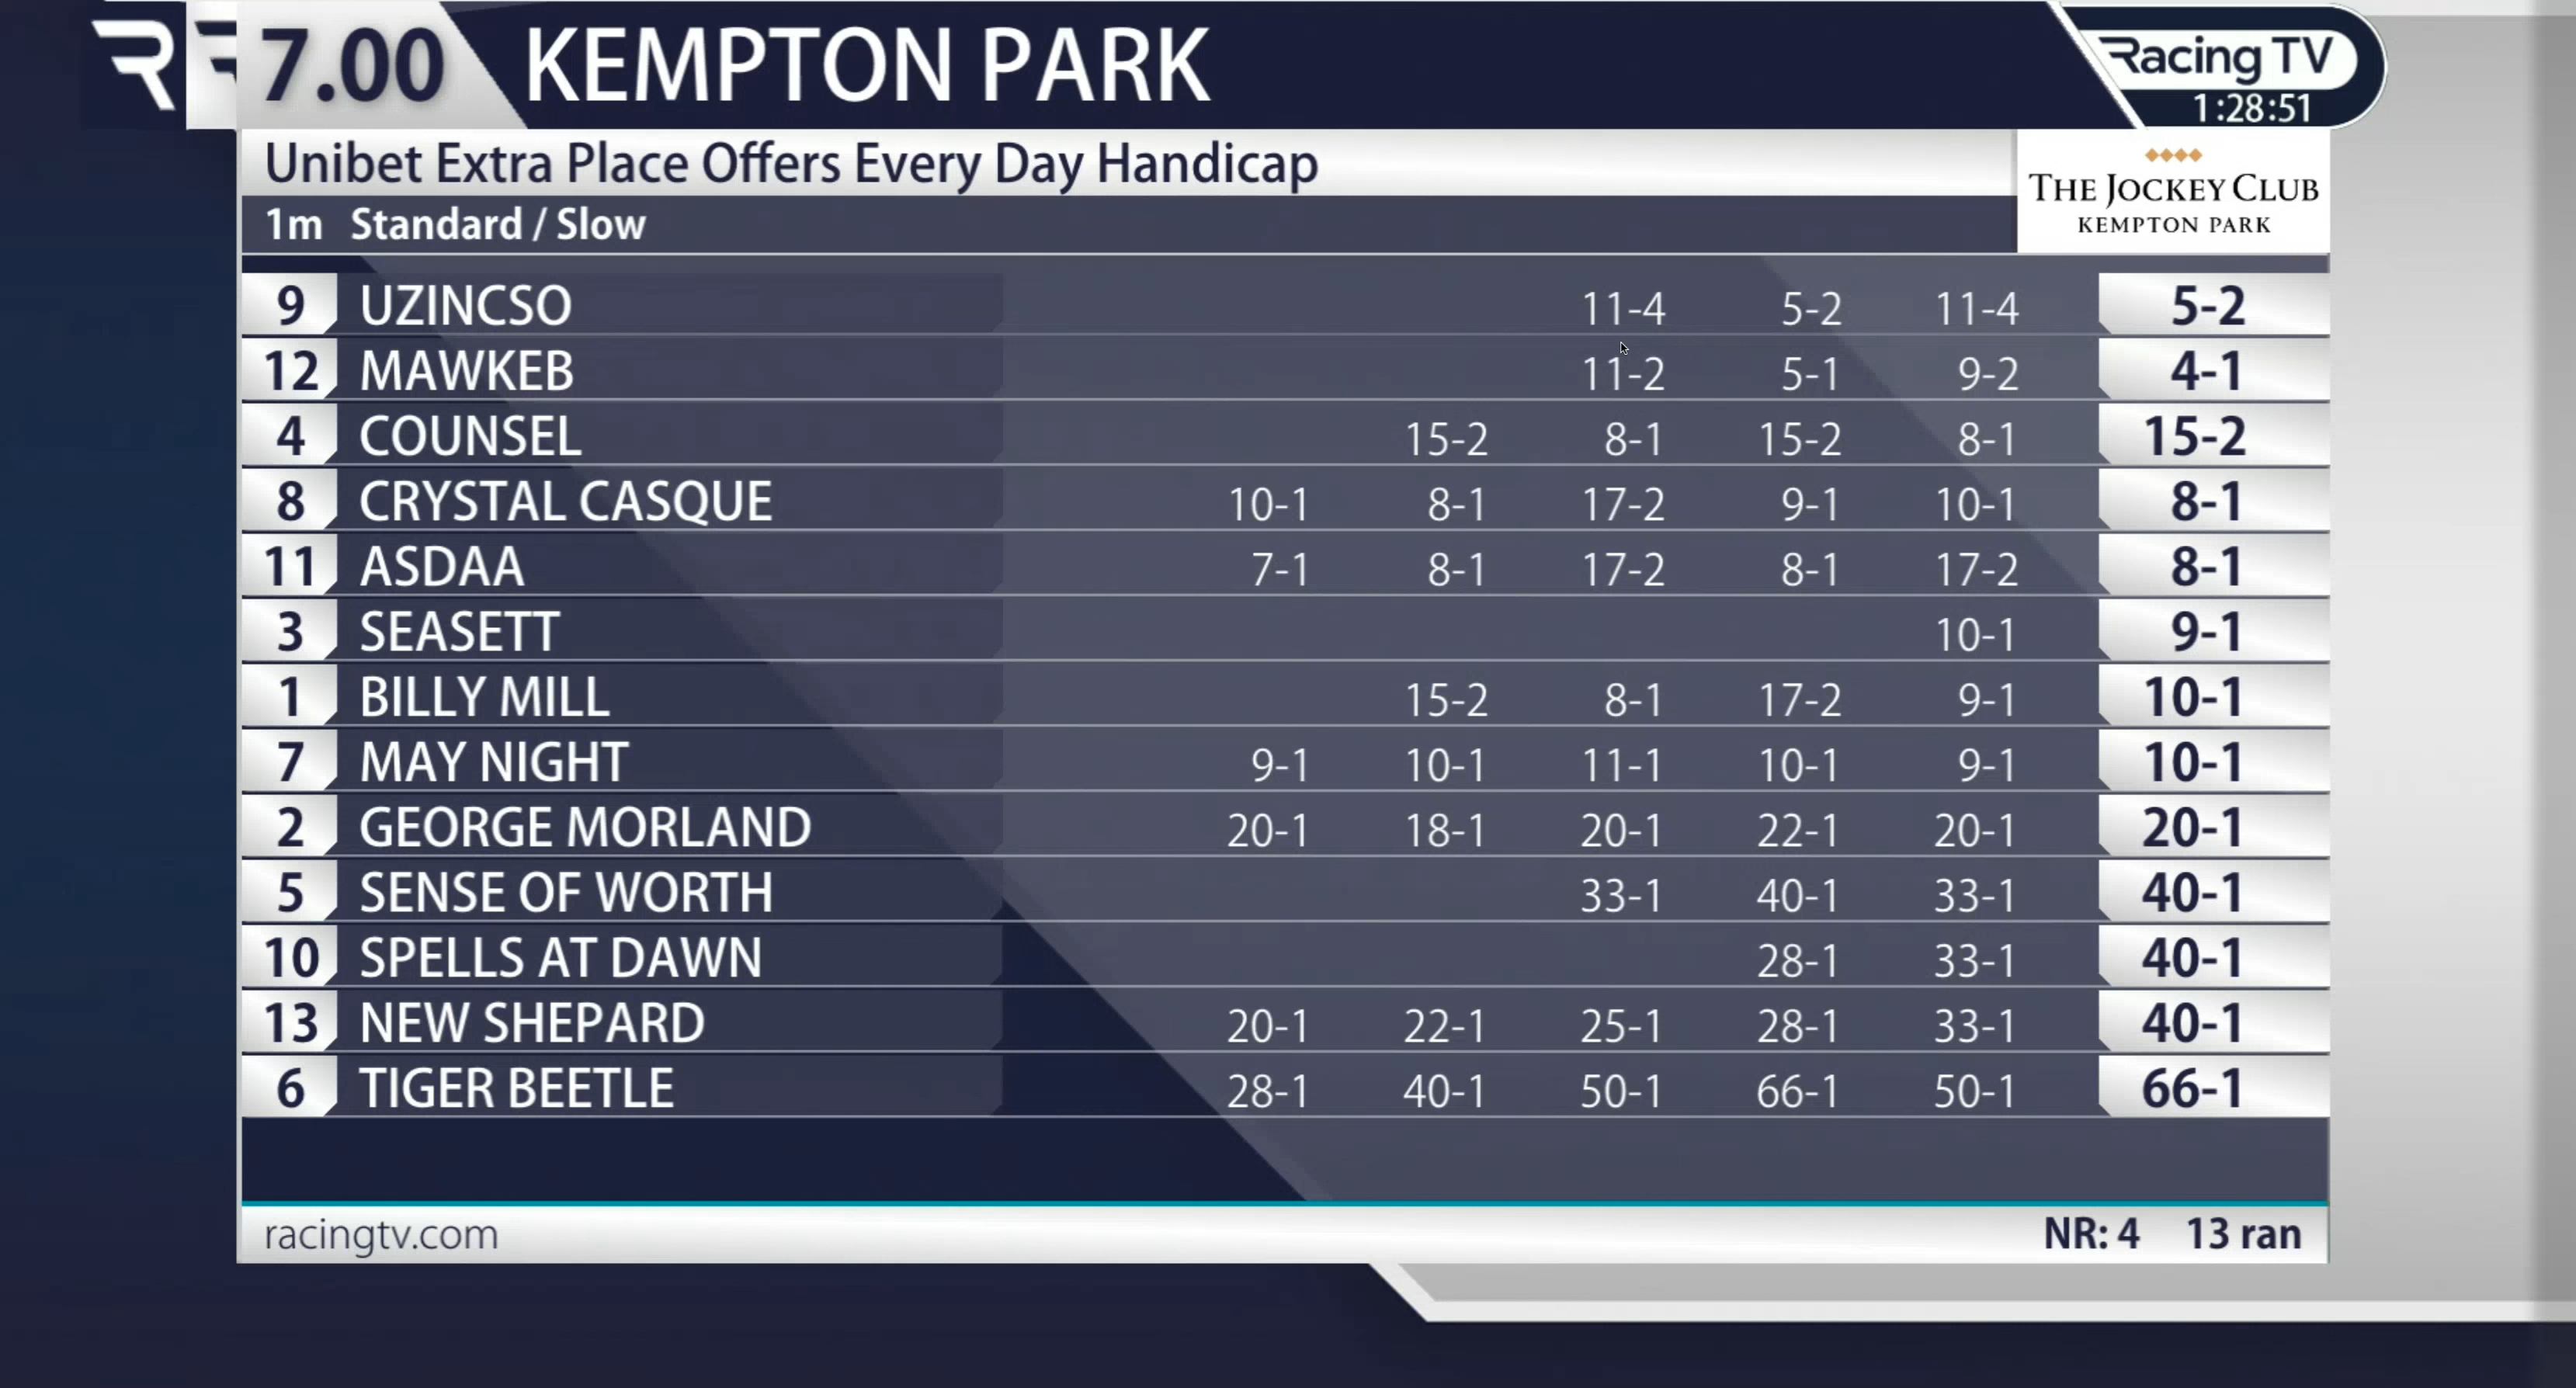 7.00 KEMPTON PARK
Racing TV
1:28:51
Unibet Extra Place Offers Every Day Handicap
THE JOCKEY CLUB
KEMPTON PARK
1m Standard / Slow
9 UZINCSO 11-4 5-2 11-4 5-2
12 MAWKEB 11-2 5-1 9-2 4-1
4 COUNSEL 15-2 8-1 15-2 8-1 15-2
8 CRYSTAL CASQUE 10-1 8-1 17-2 9-1 10-1 8-1
11 ASDAA 7-1 8-1 17-2 8-1 17-2 8-1
3 SEASETT 10-1 9-1
1 BILLY MILL 15-2 8-1 17-2 9-1 10-1
7 MAY NIGHT 9-1 10-1 11-1 10-1 9-1 10-1
2 GEORGE MORLAND 20-1 18-1 20-1 22-1 20-1 20-1
5 SENSE OF WORTH 33-1 40-1 33-1 40-1
10 SPELLS AT DAWN 28-1 33-1 40-1
13 NEW SHEPARD 20-1 22-1 25-1 28-1 33-1 40-1
6 TIGER BEETLE 28-1 40-1 50-1 66-1 50-1 66-1
racingtv.com NR: 4 13 ran